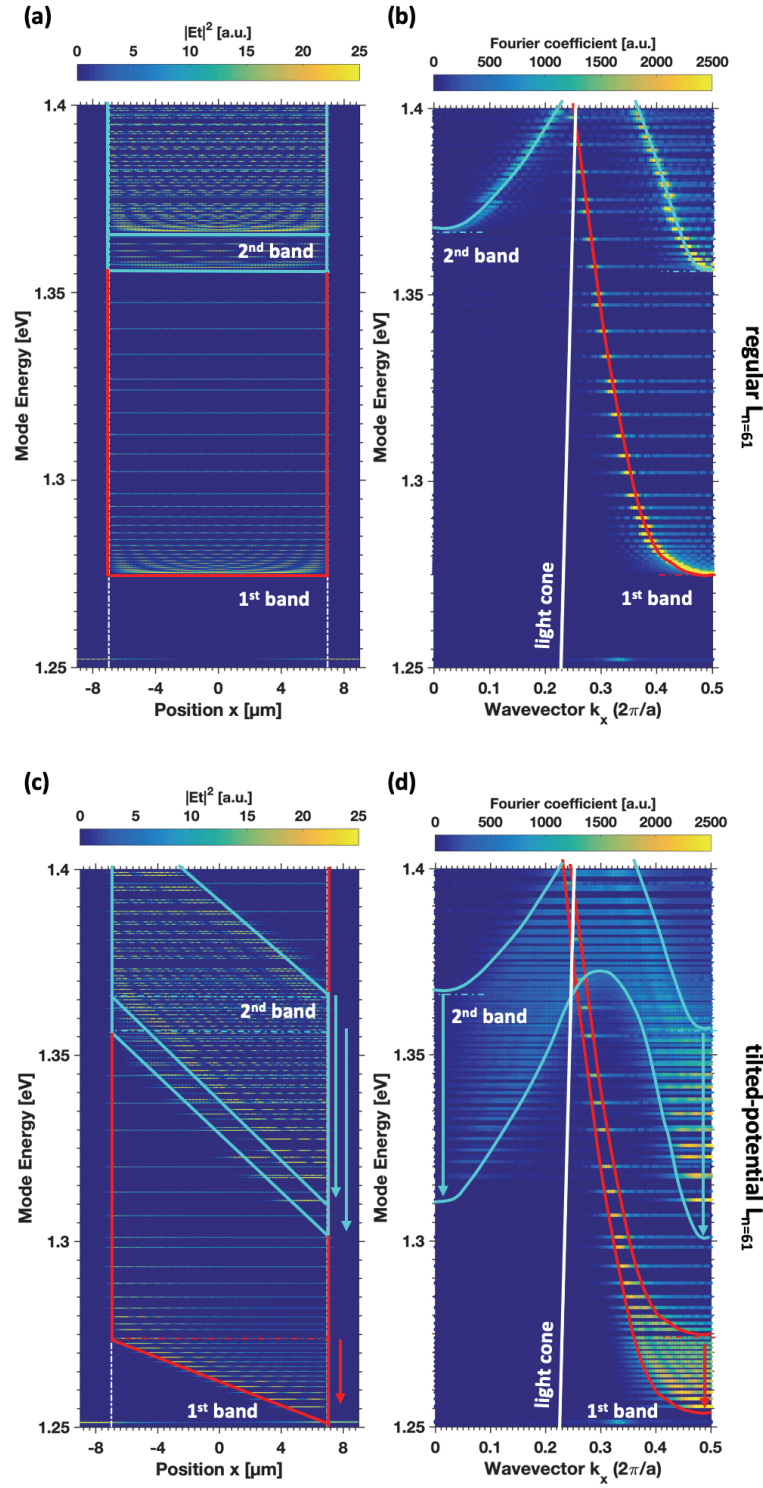 (a)
|Et|² [a.u.]
0 5 10 15 20 25
1.4
1.35
1.3
1.25
Mode Energy [eV]
2nd band
1st band
-8 -4 0 4 8
Position x [μm]
(b)
Fourier coefficient [a.u.]
0 500 1000 1500 2000 2500
1.4
1.35
1.3
1.25
Mode Energy [eV]
2nd band
light cone
1st band
0 0.1 0.2 0.3 0.4 0.5
Wavevector kx (2π/a)
regular Ln=61
(c)
|Et|² [a.u.]
0 5 10 15 20 25
1.4
1.35
1.3
1.25
Mode Energy [eV]
2nd band
1st band
-8 -4 0 4 8
Position x [μm]
(d)
Fourier coefficient [a.u.]
0 500 1000 1500 2000 2500
1.4
1.35
1.3
1.25
Mode Energy [eV]
2nd band
light cone
1st band
0 0.1 0.2 0.3 0.4 0.5
Wavevector kx (2π/a)
tilted-potential Ln=61